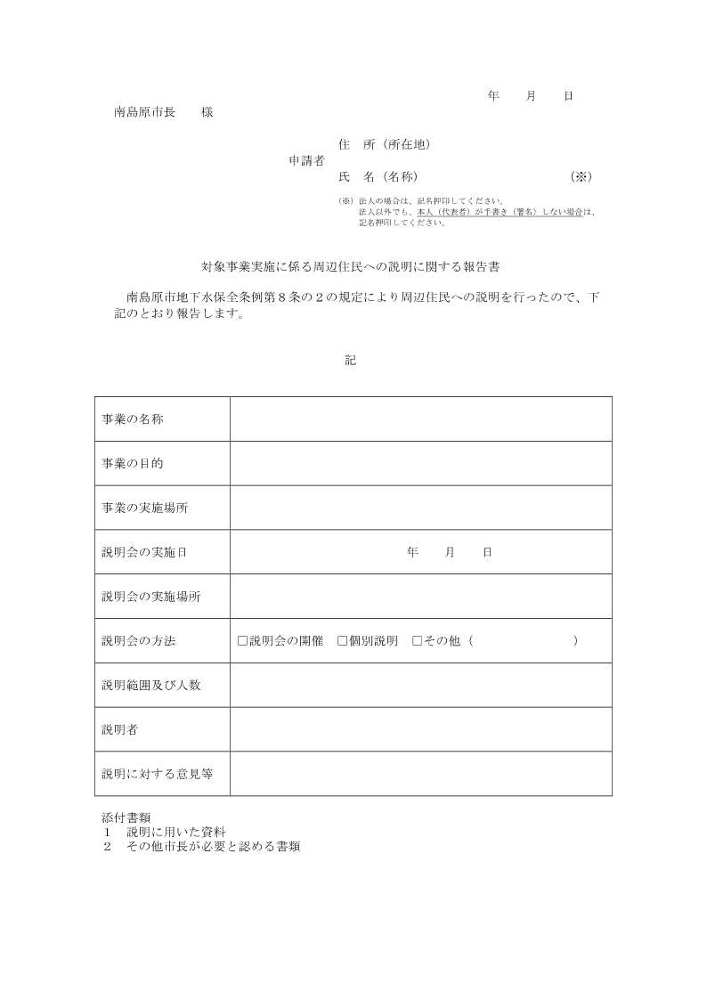 年　　月　　日
南島原市長　　様
住　所（所在地）
申請者
氏　名（名称）　　　　　　　　　　　　（※）
（※）法人の場合は、記名押印してください。
法人以外でも、本人（代表者）が手書き（署名）しない場合は、
記名押印してください。
対象事業実施に係る周辺住民への説明に関する報告書
　南島原市地下水保全条例第８条の２の規定により周辺住民への説明を行ったので、下
記のとおり報告します。
記
事業の名称
事業の目的
事業の実施場所
説明会の実施日　　　　年　　月　　日
説明会の実施場所
説明会の方法　□説明会の開催　□個別説明　□その他（　　　　　　　　）
説明範囲及び人数
説明者
説明に対する意見等
添付書類
１　説明に用いた資料
２　その他市長が必要と認める書類